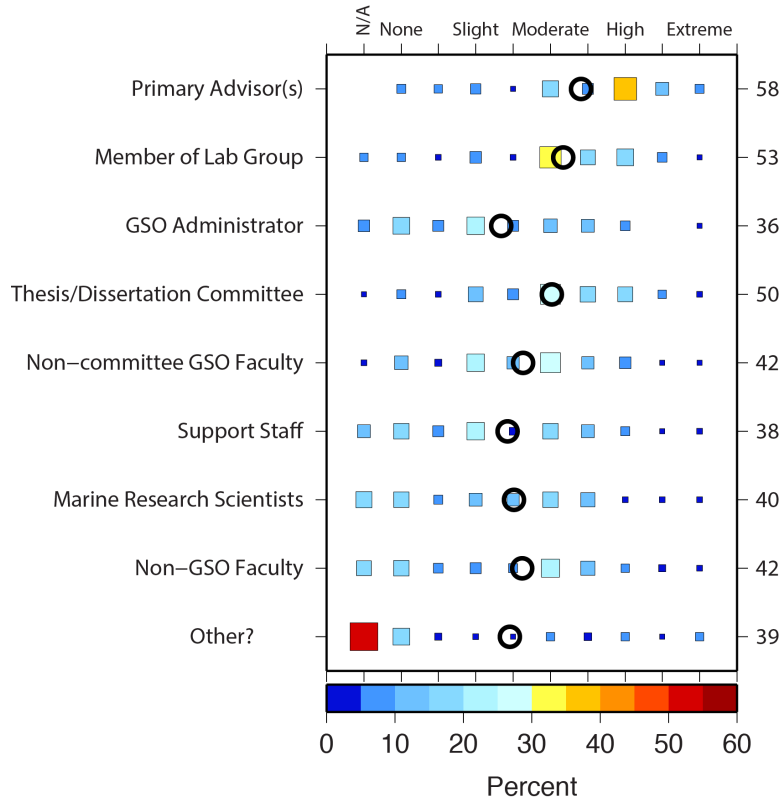 N/A
None
Slight
Moderate
High
Extreme
Primary Advisor(s) 58
Member of Lab Group 53
GSO Administrator 36
Thesis/Dissertation Committee 50
Non−committee GSO Faculty 42
Support Staff 38
Marine Research Scientists 40
Non−GSO Faculty 42
Other? 39
0 10 20 30 40 50 60
Percent